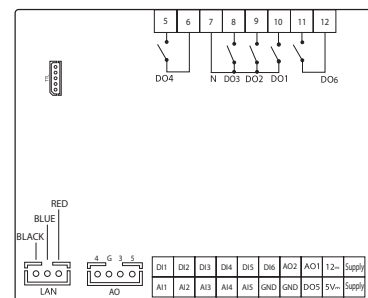 5 6 7 8 9 10 11 12
DO4 N DO3 DO2 DO1 DO6
TTL
RED
BLUE
BLACK
4 G 3 5
LAN
AO
DI1 DI2 DI3 DI4 DI5 DI6 AO2 AO1 12⎓ Supply
AI1 AI2 AI3 AI4 AI5 GND GND DO5 5V⎓ Supply